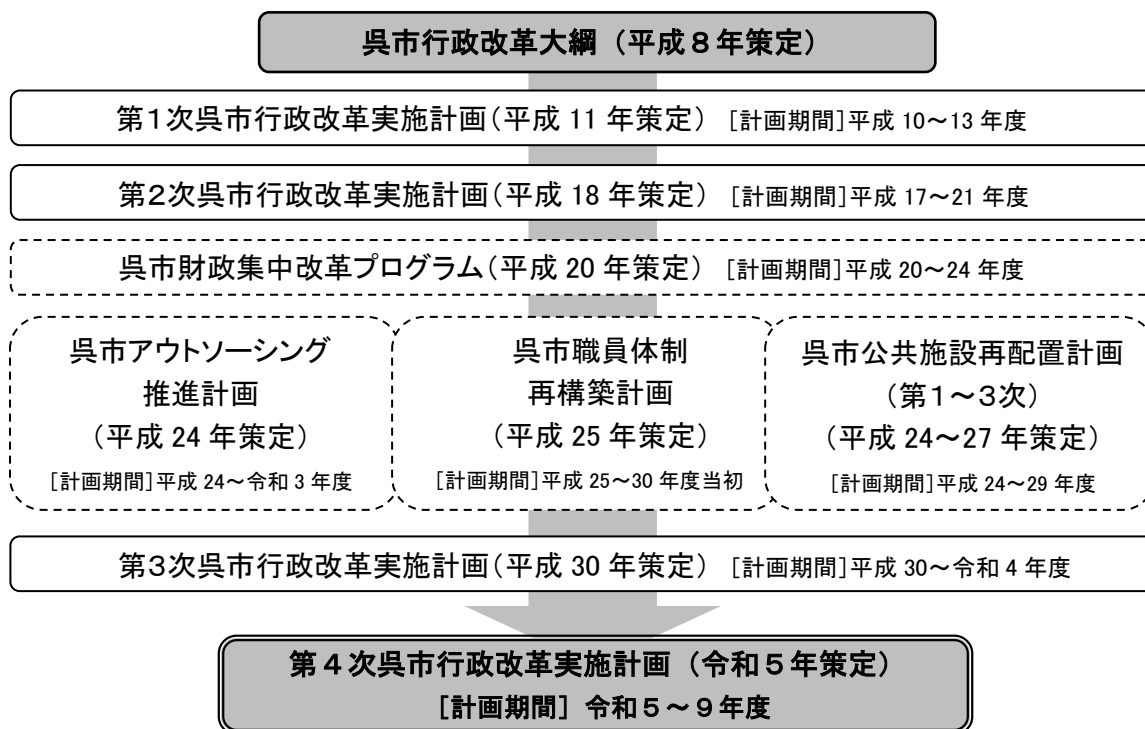 呉市行政改革大綱（平成８年策定）
第１次呉市行政改革実施計画（平成 11 年策定） [計画期間]平成 10～13 年度
第２次呉市行政改革実施計画（平成 18 年策定） [計画期間]平成 17～21 年度
呉市財政集中改革プログラム（平成 20 年策定） [計画期間]平成 20～24 年度
呉市アウトソーシング
推進計画
（平成 24 年策定）
[計画期間]平成 24～令和 3 年度
呉市職員体制
再構築計画
（平成 25 年策定）
[計画期間]平成 25～30 年度当初
呉市公共施設再配置計画
（第１～３次）
（平成 24～27 年策定）
[計画期間]平成 24～29 年度
第３次呉市行政改革実施計画（平成 30 年策定） [計画期間]平成 30～令和 4 年度
第４次呉市行政改革実施計画（令和５年策定）
[計画期間] 令和５～９年度